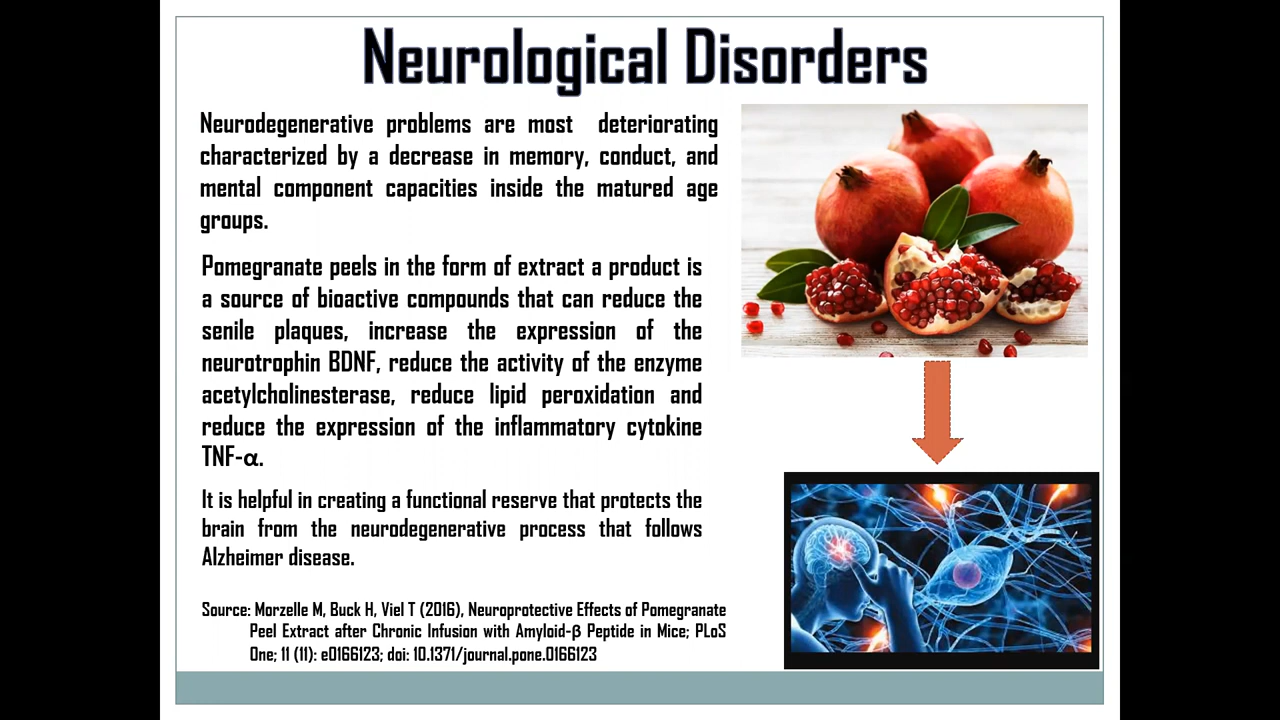 Neurological Disorders
Neurodegenerative problems are most deteriorating
characterized by a decrease in memory, conduct, and
mental component capacities inside the matured age
groups.
Pomegranate peels in the form of extract a product is
a source of bioactive compounds that can reduce the
senile plaques, increase the expression of the
neurotrophin BDNF, reduce the activity of the enzyme
acetylcholinesterase, reduce lipid peroxidation and
reduce the expression of the inflammatory cytokine
TNF-α.
It is helpful in creating a functional reserve that protects the
brain from the neurodegenerative process that follows
Alzheimer disease.
Source: Morzelle M, Buck H, Viel T (2016), Neuroprotective Effects of Pomegranate
Peel Extract after Chronic Infusion with Amyloid-β Peptide in Mice; PLoS
One; 11 (11): e0166123; doi: 10.1371/journal.pone.0166123